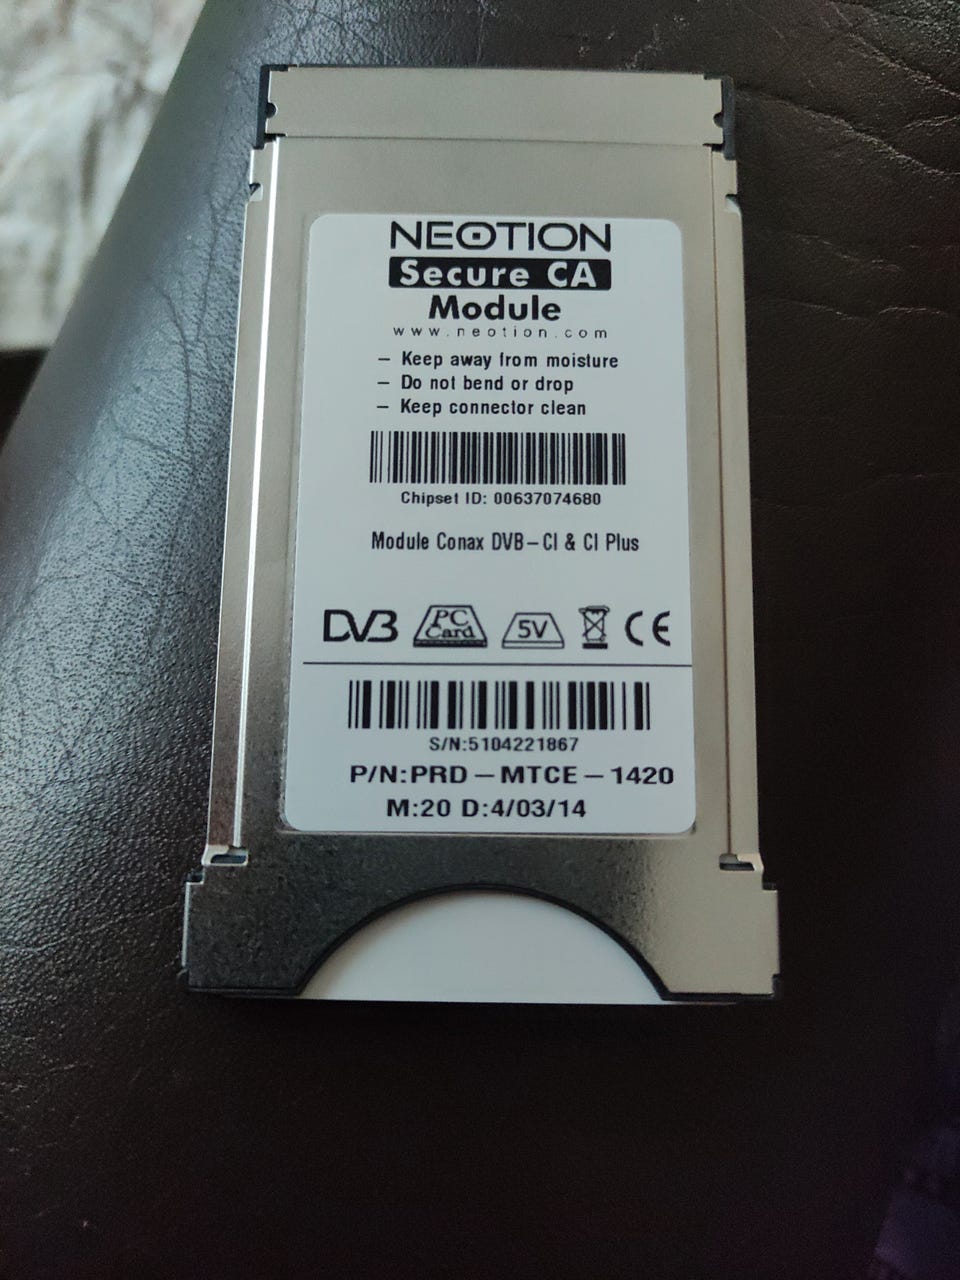 NEOTION
Secure CA
Module
www.neotion.com
– Keep away from moisture
– Do not bend or drop
– Keep connector clean
Chipset ID: 00637074680
Module Conax DVB–CI & CI Plus
DVB PC Card 5V CE
S/N:5104221867
P/N:PRD–MTCE–1420
M:20 D:4/03/14